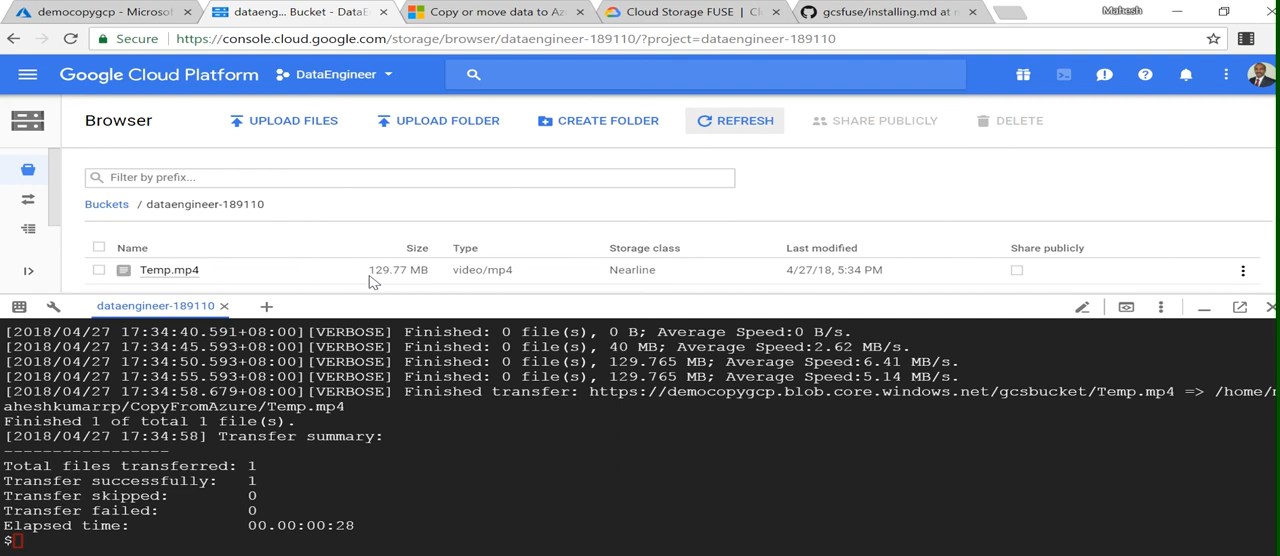 democopygcp - Microsof
dataeng... Bucket - DataE
Copy or move data to Az
Cloud Storage FUSE | Cl
gcsfuse/installing.md at
Mahesh
Secure
https://console.cloud.google.com/storage/browser/dataengineer-189110/?project=dataengineer-189110
Google Cloud Platform
DataEngineer
Browser
UPLOAD FILES
UPLOAD FOLDER
CREATE FOLDER
REFRESH
SHARE PUBLICLY
DELETE
Filter by prefix...
Buckets / dataengineer-189110
Name Size Type Storage class Last modified Share publicly
Temp.mp4 129.77 MB video/mp4 Nearline 4/27/18, 5:34 PM
dataengineer-189110
[2018/04/27 17:34:40.591+08:00][VERBOSE] Finished: 0 file(s), 0 B; Average Speed:0 B/s.
[2018/04/27 17:34:45.593+08:00][VERBOSE] Finished: 0 file(s), 40 MB; Average Speed:2.62 MB/s.
[2018/04/27 17:34:50.593+08:00][VERBOSE] Finished: 0 file(s), 129.765 MB; Average Speed:6.41 MB/s.
[2018/04/27 17:34:55.593+08:00][VERBOSE] Finished: 0 file(s), 129.765 MB; Average Speed:5.14 MB/s.
[2018/04/27 17:34:58.679+08:00][VERBOSE] Finished transfer: https://democopygcp.blob.core.windows.net/gcsbucket/Temp.mp4 => /home/m
aheshkumarrp/CopyFromAzure/Temp.mp4
Finished 1 of total 1 file(s).
[2018/04/27 17:34:58] Transfer summary:
-----------------
Total files transferred: 1
Transfer successfully: 1
Transfer skipped: 0
Transfer failed: 0
Elapsed time: 00.00:00:28
$